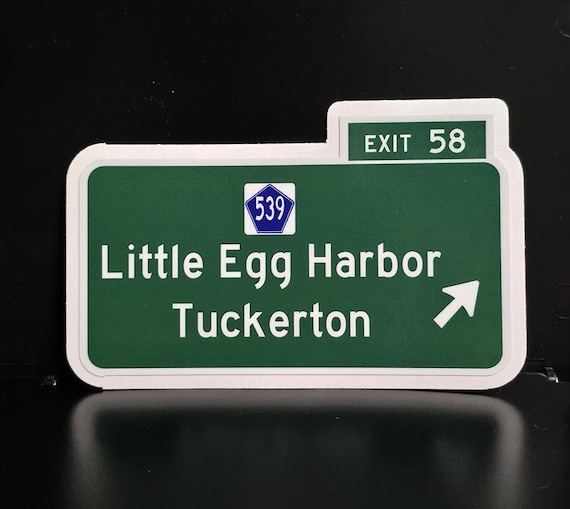 EXIT 58
539
Little Egg Harbor
Tuckerton